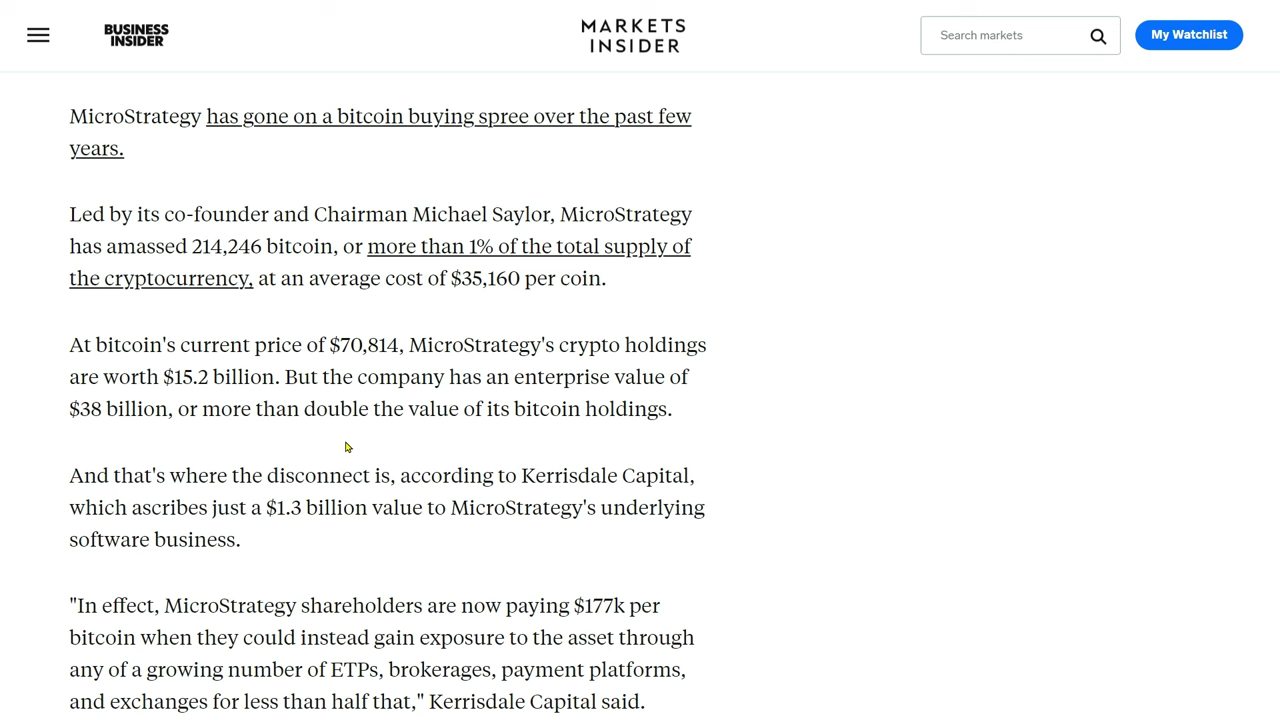 BUSINESS
INSIDER
MARKETS
INSIDER
Search markets
My Watchlist
MicroStrategy has gone on a bitcoin buying spree over the past few
years.
Led by its co-founder and Chairman Michael Saylor, MicroStrategy
has amassed 214,246 bitcoin, or more than 1% of the total supply of
the cryptocurrency, at an average cost of $35,160 per coin.
At bitcoin's current price of $70,814, MicroStrategy's crypto holdings
are worth $15.2 billion. But the company has an enterprise value of
$38 billion, or more than double the value of its bitcoin holdings.
And that's where the disconnect is, according to Kerrisdale Capital,
which ascribes just a $1.3 billion value to MicroStrategy's underlying
software business.
"In effect, MicroStrategy shareholders are now paying $177k per
bitcoin when they could instead gain exposure to the asset through
any of a growing number of ETPs, brokerages, payment platforms,
and exchanges for less than half that," Kerrisdale Capital said.